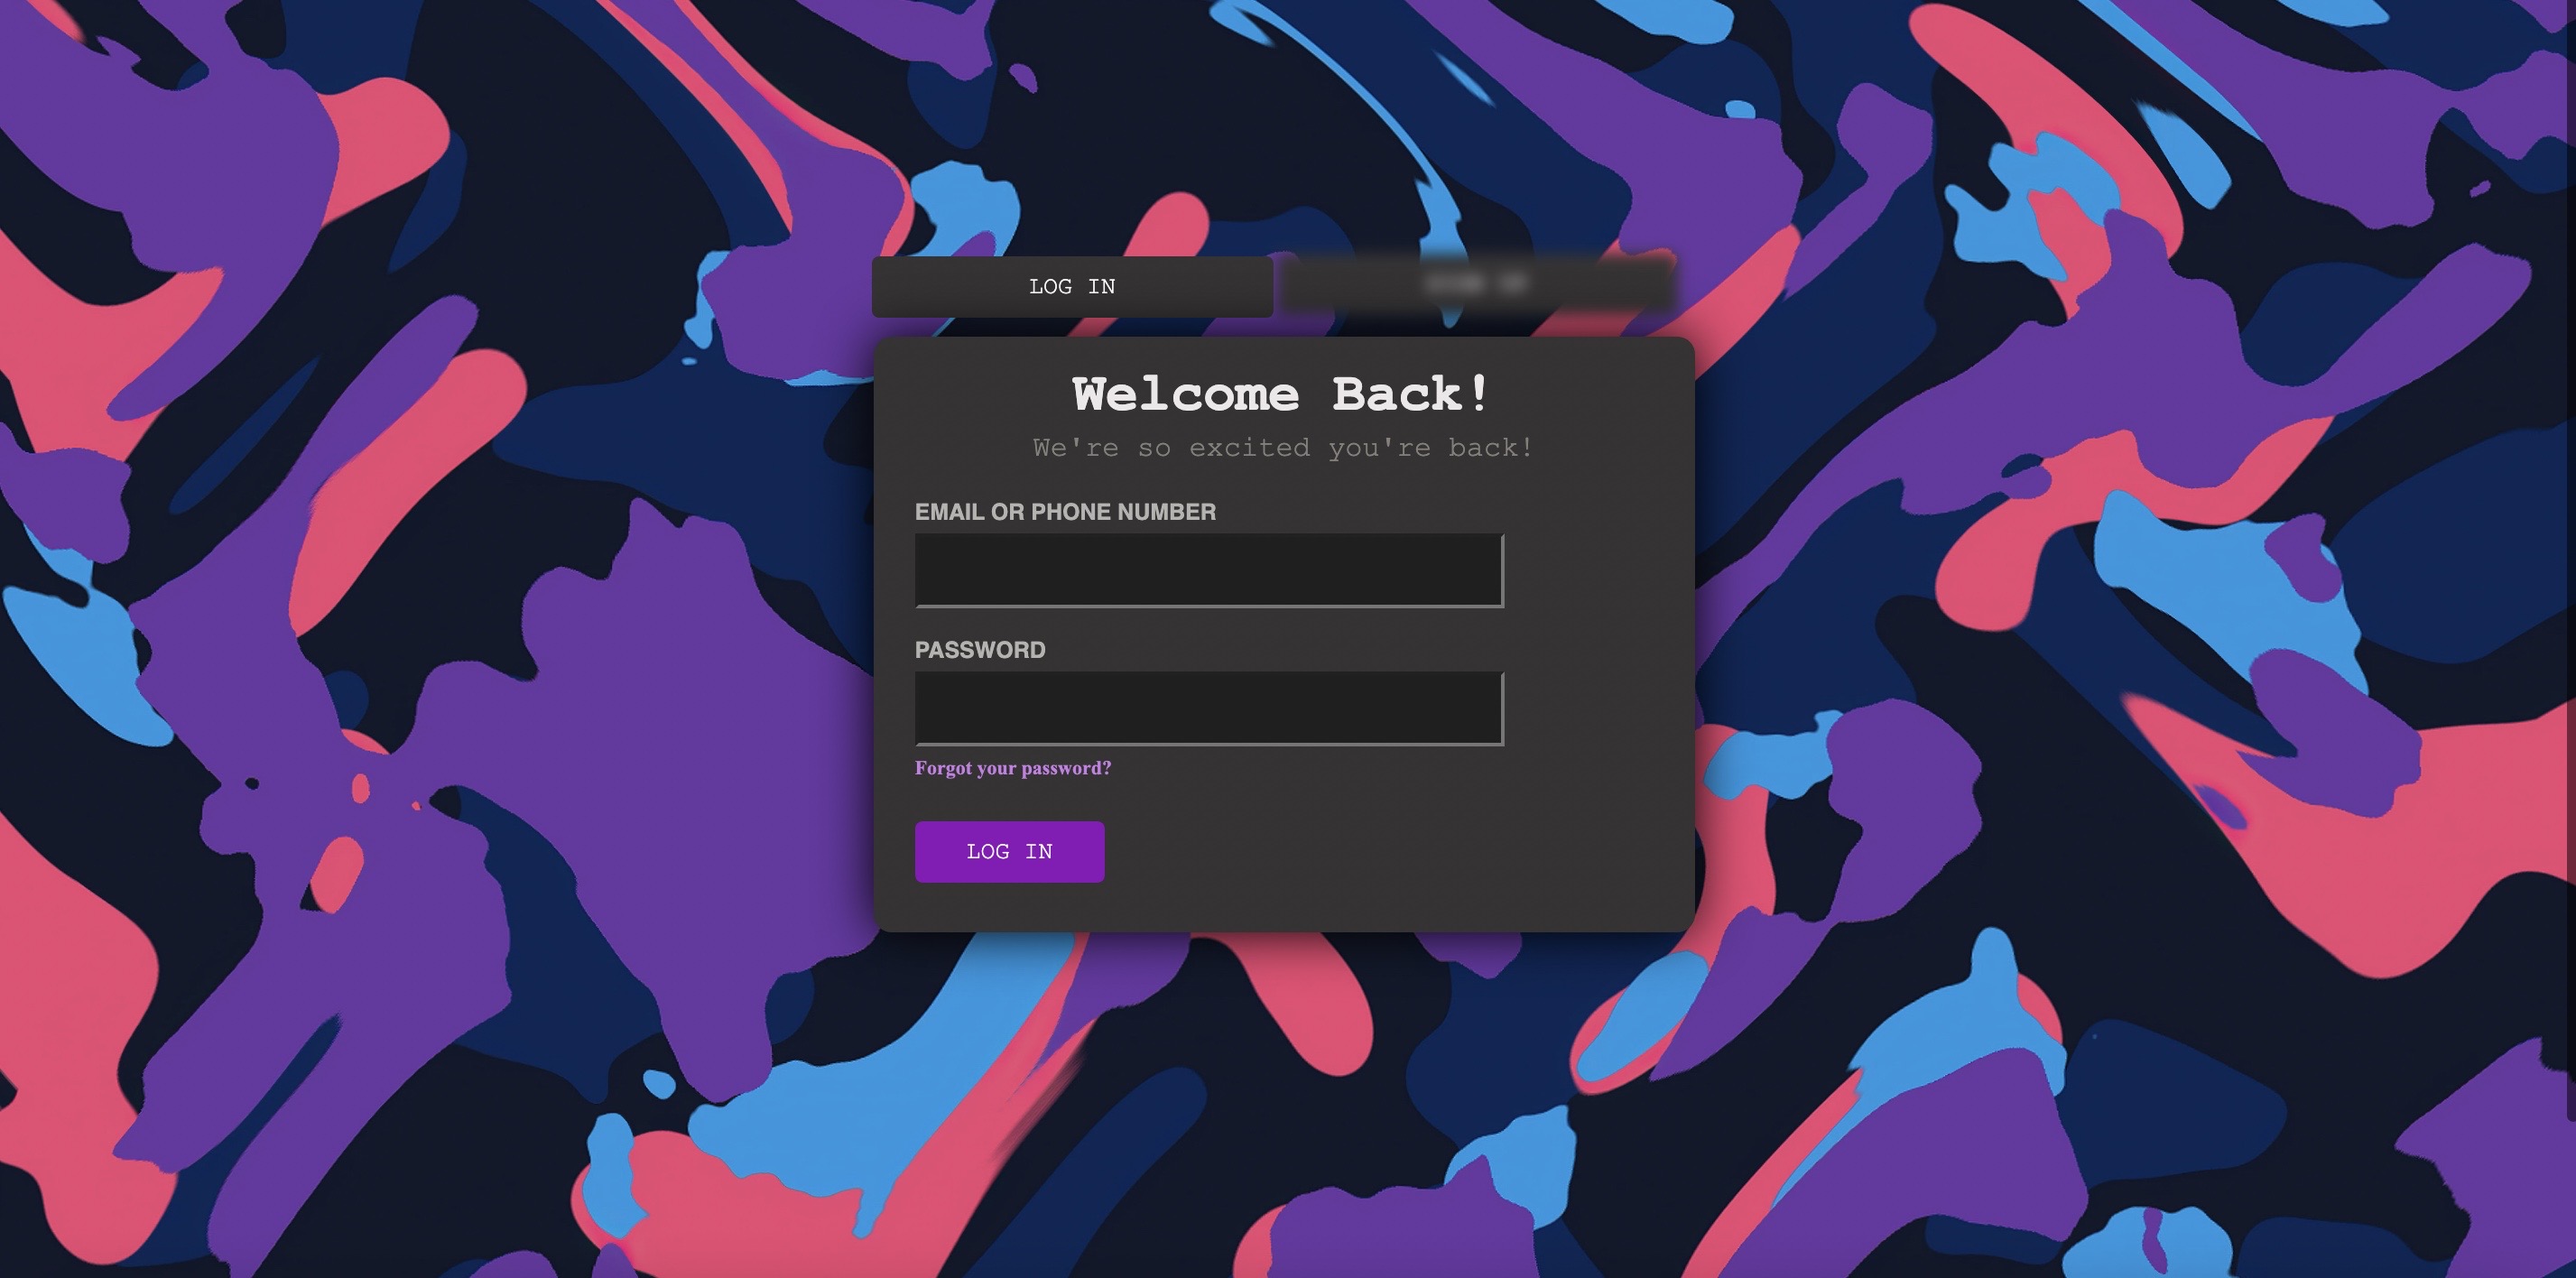 LOG IN
Welcome Back!
We're so excited you're back!
EMAIL OR PHONE NUMBER
PASSWORD
Forgot your password?
LOG IN